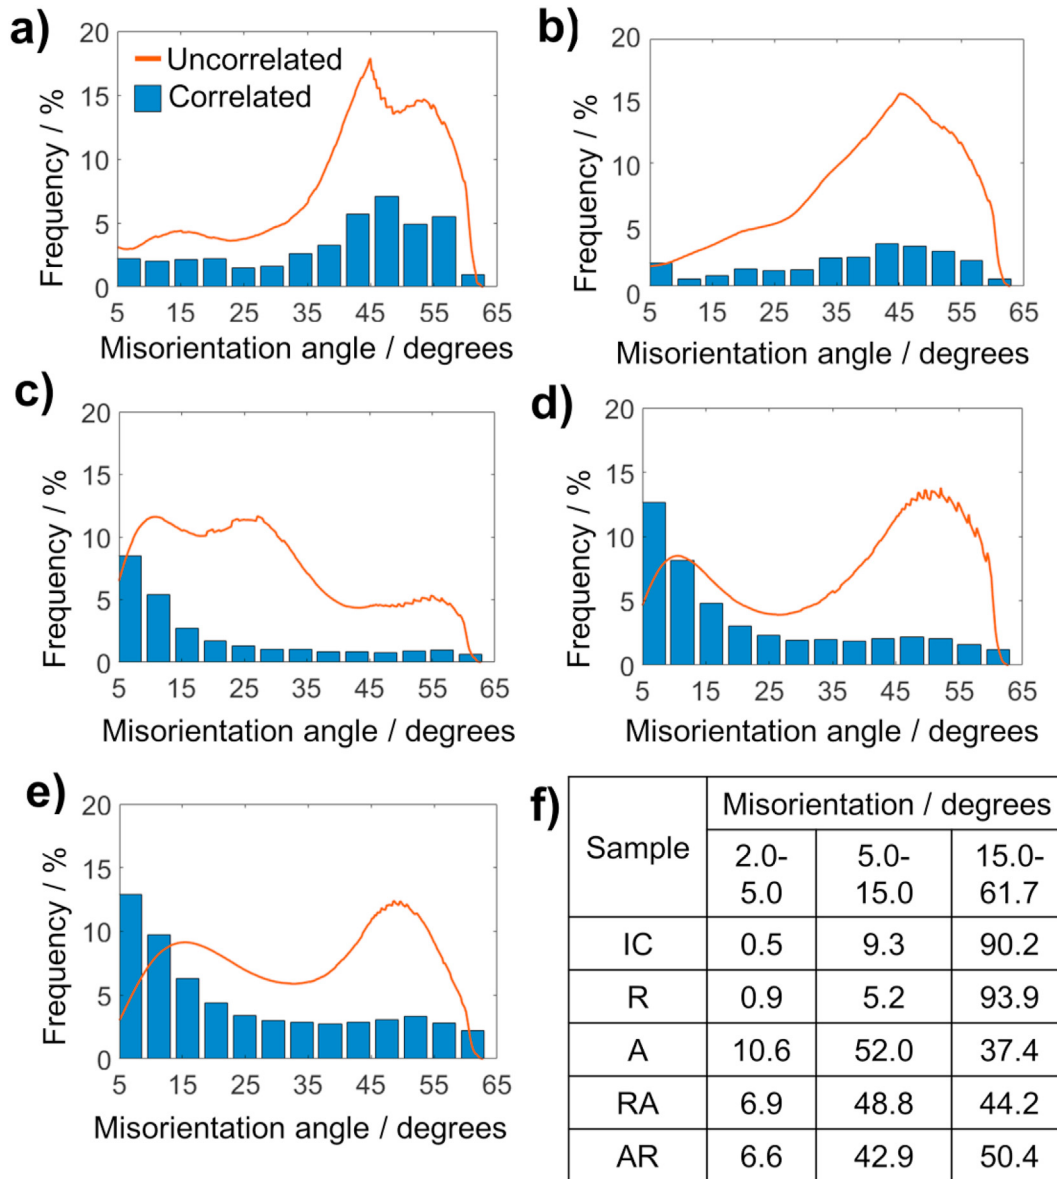 a)
20
15
10
5
0
Frequency / %
Uncorrelated
Correlated
5 15 25 35 45 55 65
Misorientation angle / degrees
b)
20
15
10
5
0
Frequency / %
5 15 25 35 45 55 65
Misorientation angle / degrees
c)
20
15
10
5
0
Frequency / %
5 15 25 35 45 55 65
Misorientation angle / degrees
d)
20
15
10
5
0
Frequency / %
5 15 25 35 45 55 65
Misorientation angle / degrees
e)
20
15
10
5
0
Frequency / %
5 15 25 35 45 55 65
Misorientation angle / degrees
f)
Sample
Misorientation / degrees
2.0-
5.0
5.0-
15.0
15.0-
61.7
IC 0.5 9.3 90.2
R 0.9 5.2 93.9
A 10.6 52.0 37.4
RA 6.9 48.8 44.2
AR 6.6 42.9 50.4